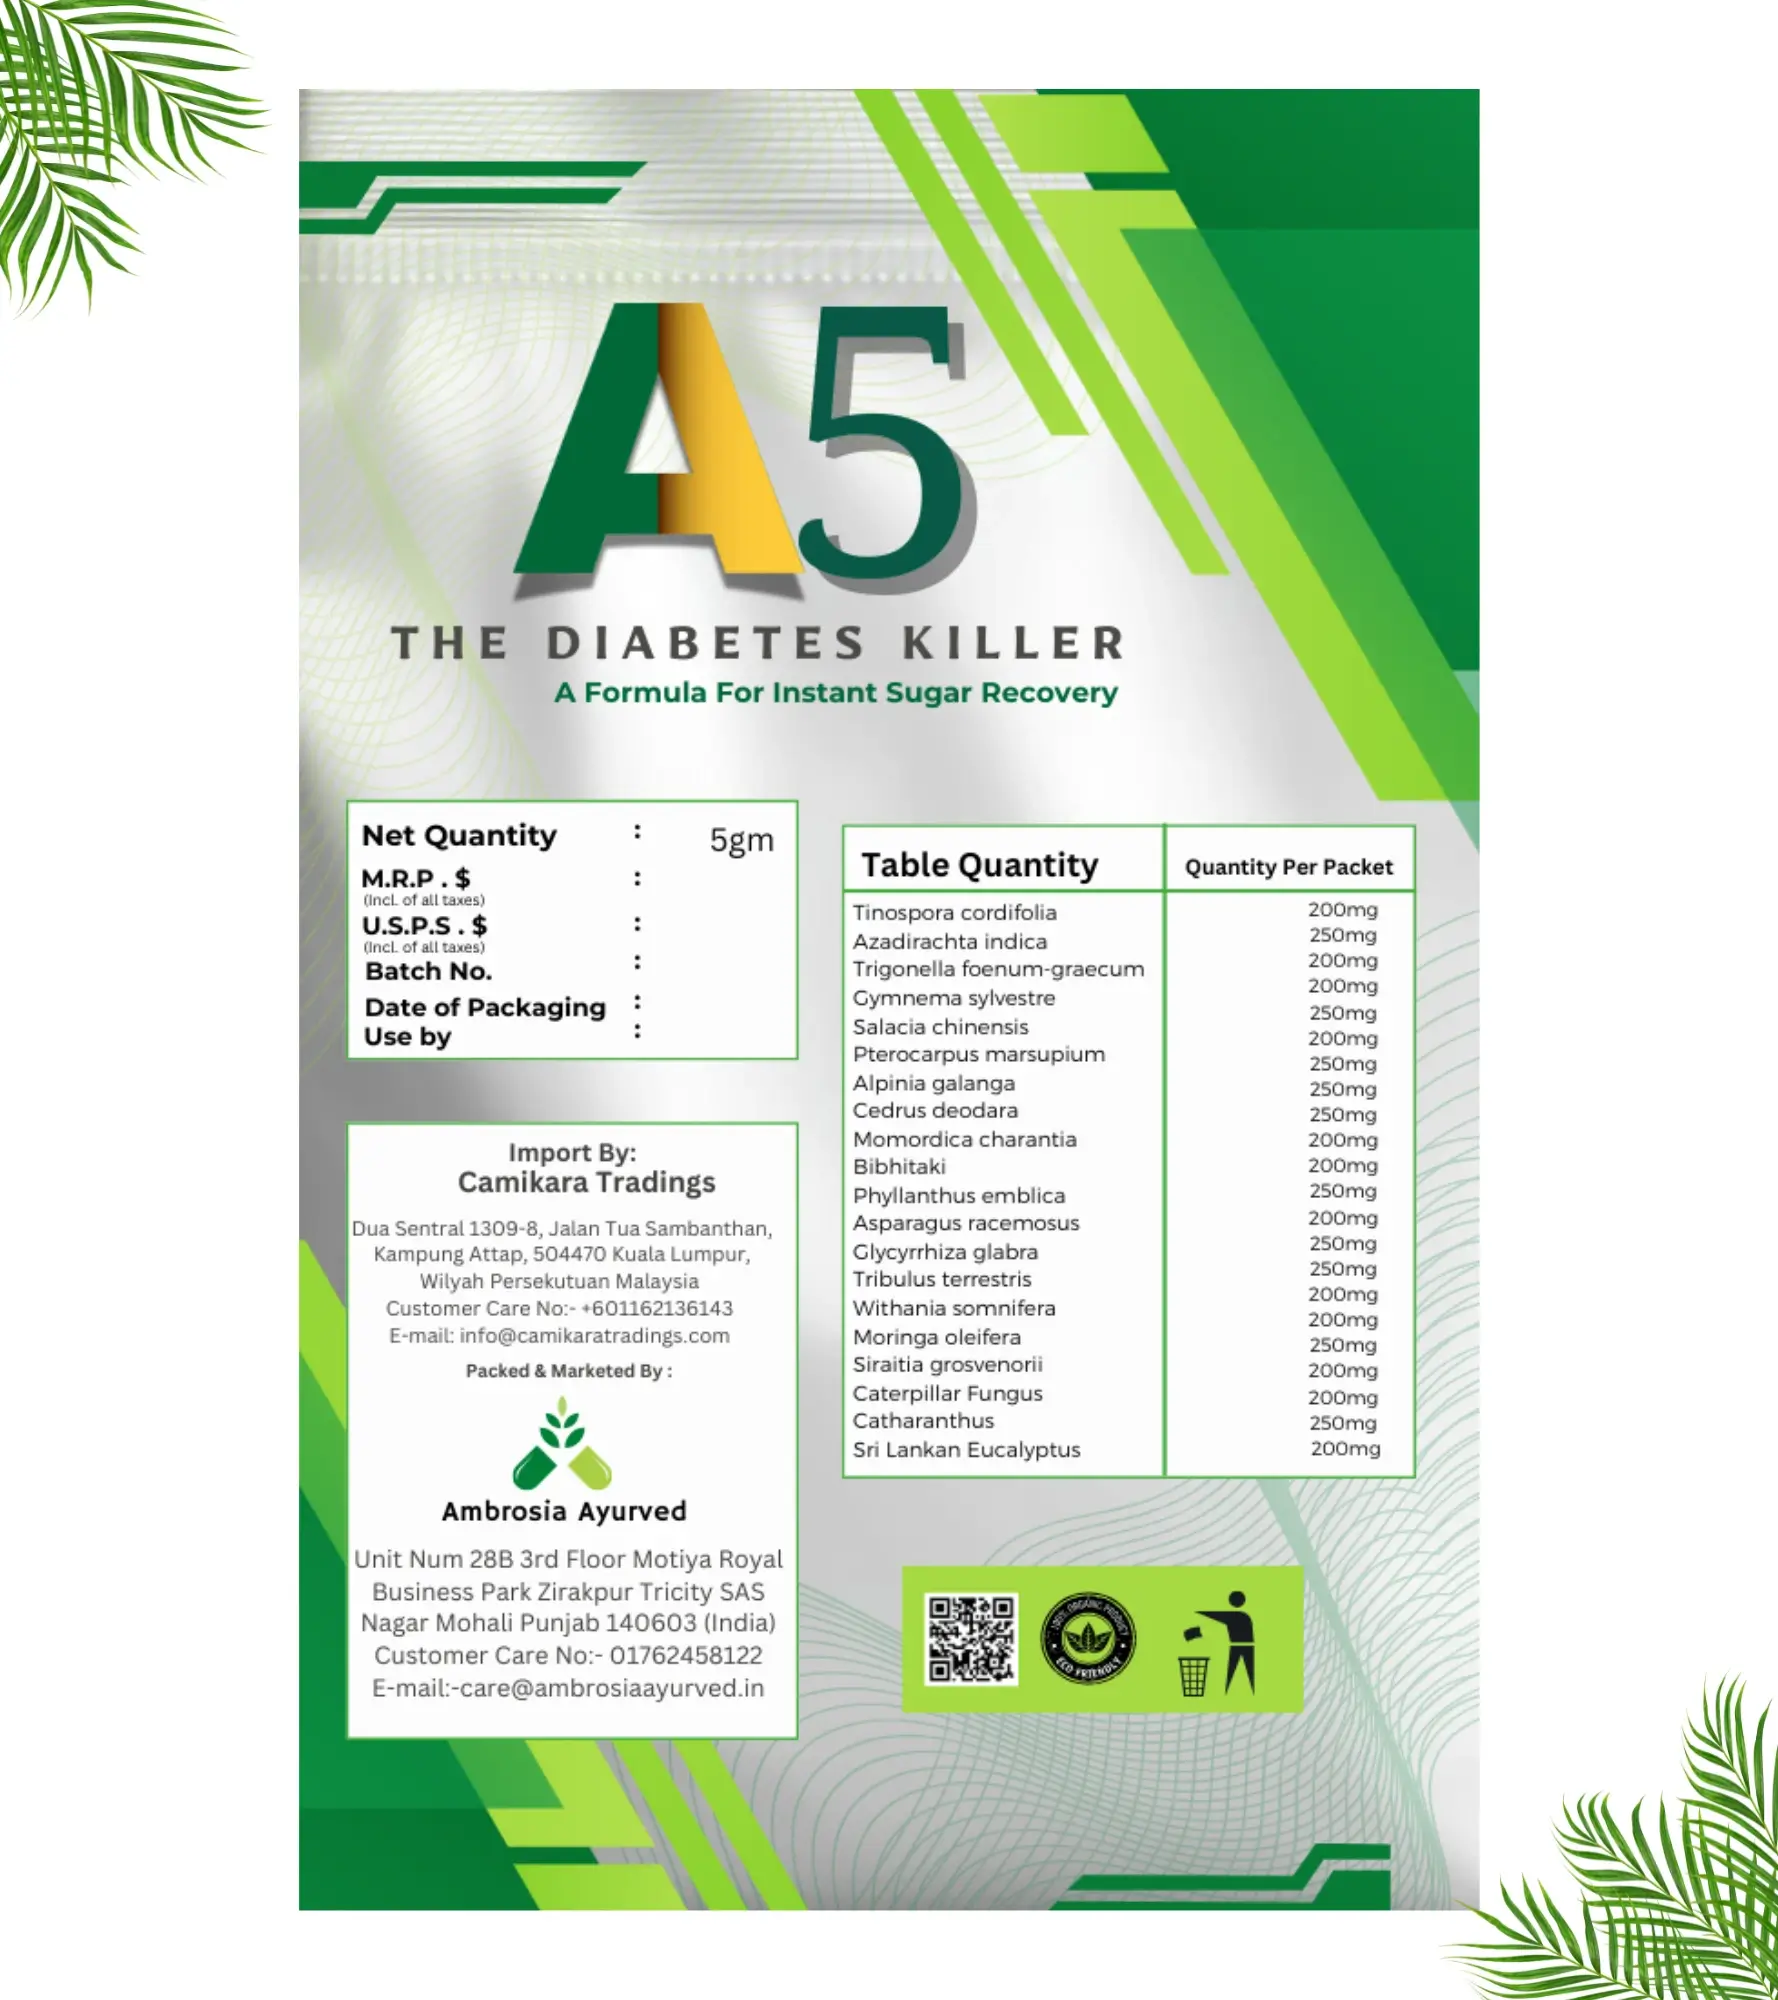 A5
THE DIABETES KILLER
A Formula For Instant Sugar Recovery
Net Quantity : 5gm
M.R.P . $ :
(Incl. of all taxes)
U.S.P.S . $ :
(Incl. of all taxes)
Batch No. :
Date of Packaging :
Use by :
Import By:
Camikara Tradings
Dua Sentral 1309-8, Jalan Tua Sambanthan,
Kampung Attap, 504470 Kuala Lumpur,
Wilyah Persekutuan Malaysia
Customer Care No:- +601162136143
E-mail: info@camikaratradings.com
Packed & Marketed By :
Ambrosia Ayurved
Unit Num 28B 3rd Floor Motiya Royal
Business Park Zirakpur Tricity SAS
Nagar Mohali Punjab 140603 (India)
Customer Care No:- 01762458122
E-mail:-care@ambrosiaayurved.in
Table Quantity
Tinospora cordifolia
Azadirachta indica
Trigonella foenum-graecum
Gymnema sylvestre
Salacia chinensis
Pterocarpus marsupium
Alpinia galanga
Cedrus deodara
Momordica charantia
Bibhitaki
Phyllanthus emblica
Asparagus racemosus
Glycyrrhiza glabra
Tribulus terrestris
Withania somnifera
Moringa oleifera
Siraitia grosvenorii
Caterpillar Fungus
Catharanthus
Sri Lankan Eucalyptus
Quantity Per Packet
200mg
250mg
200mg
200mg
250mg
200mg
250mg
250mg
250mg
200mg
200mg
250mg
200mg
250mg
250mg
200mg
200mg
250mg
200mg
200mg
250mg
200mg
100% ORGANIC PRODUCT
ECO FRIENDLY